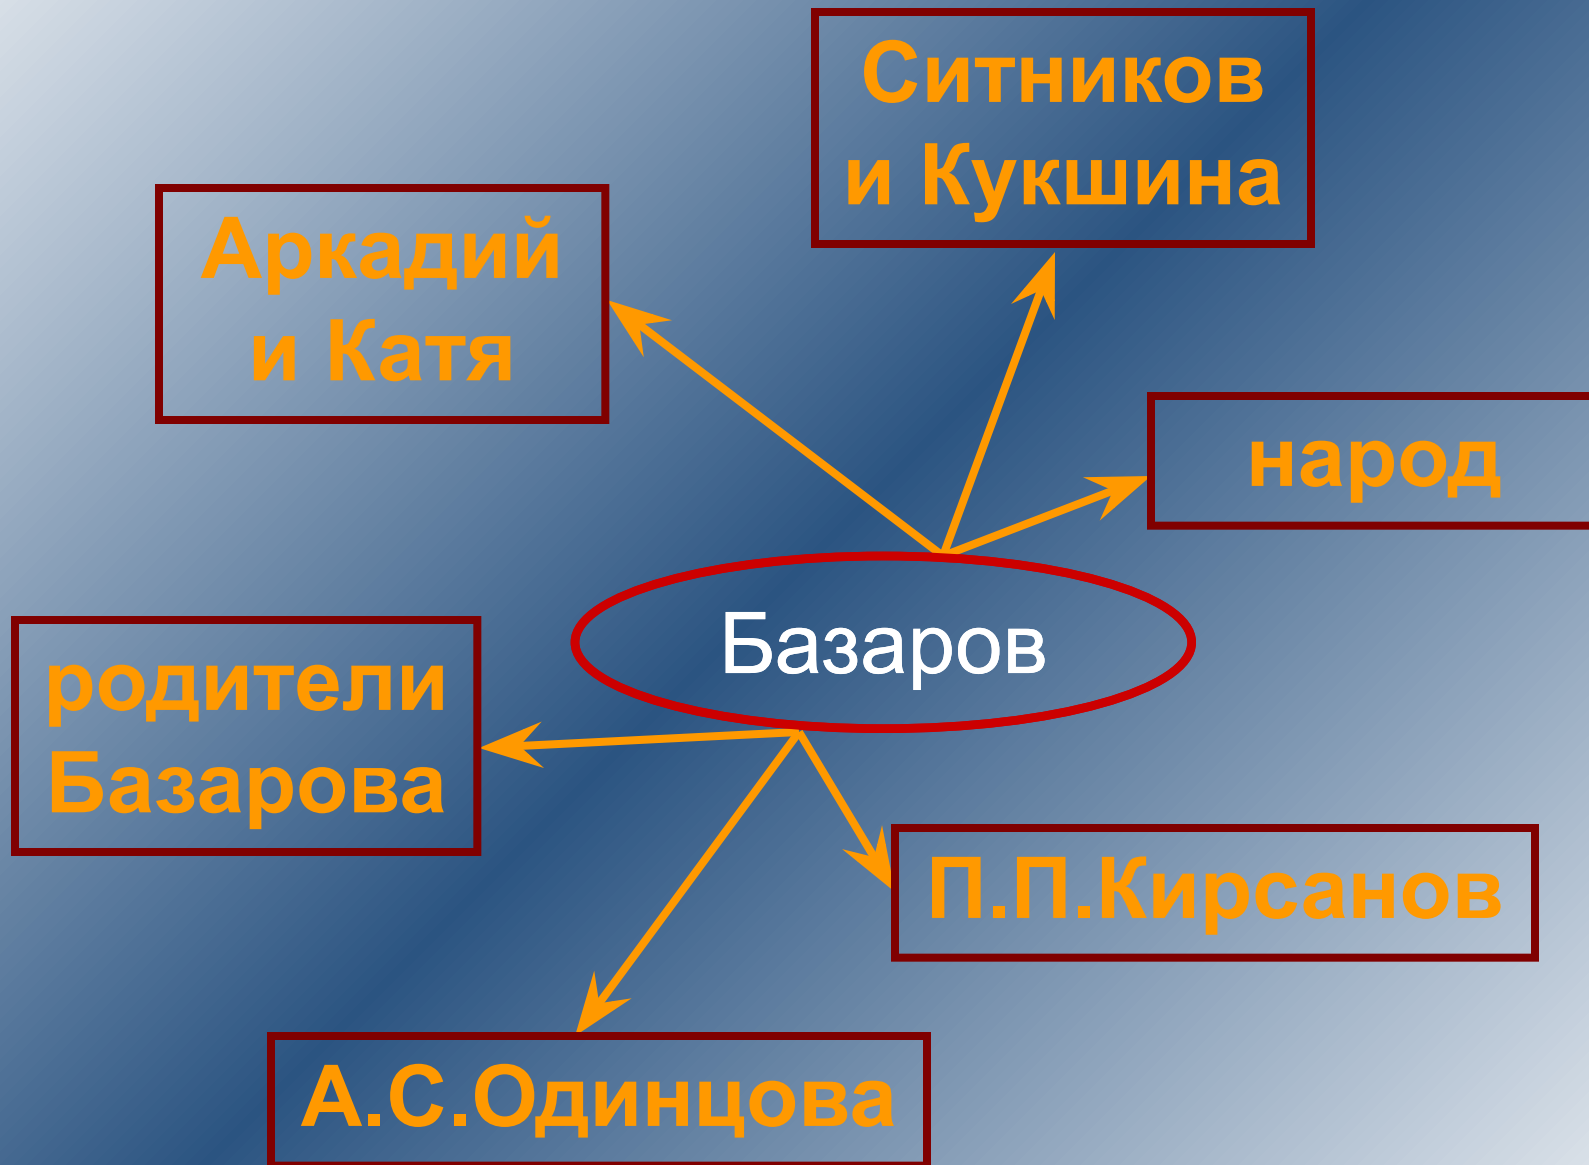 Ситников
и Кукшина
Аркадий
и Катя
народ
Базаров
родители
Базарова
П.П.Кирсанов
А.С.Одинцова